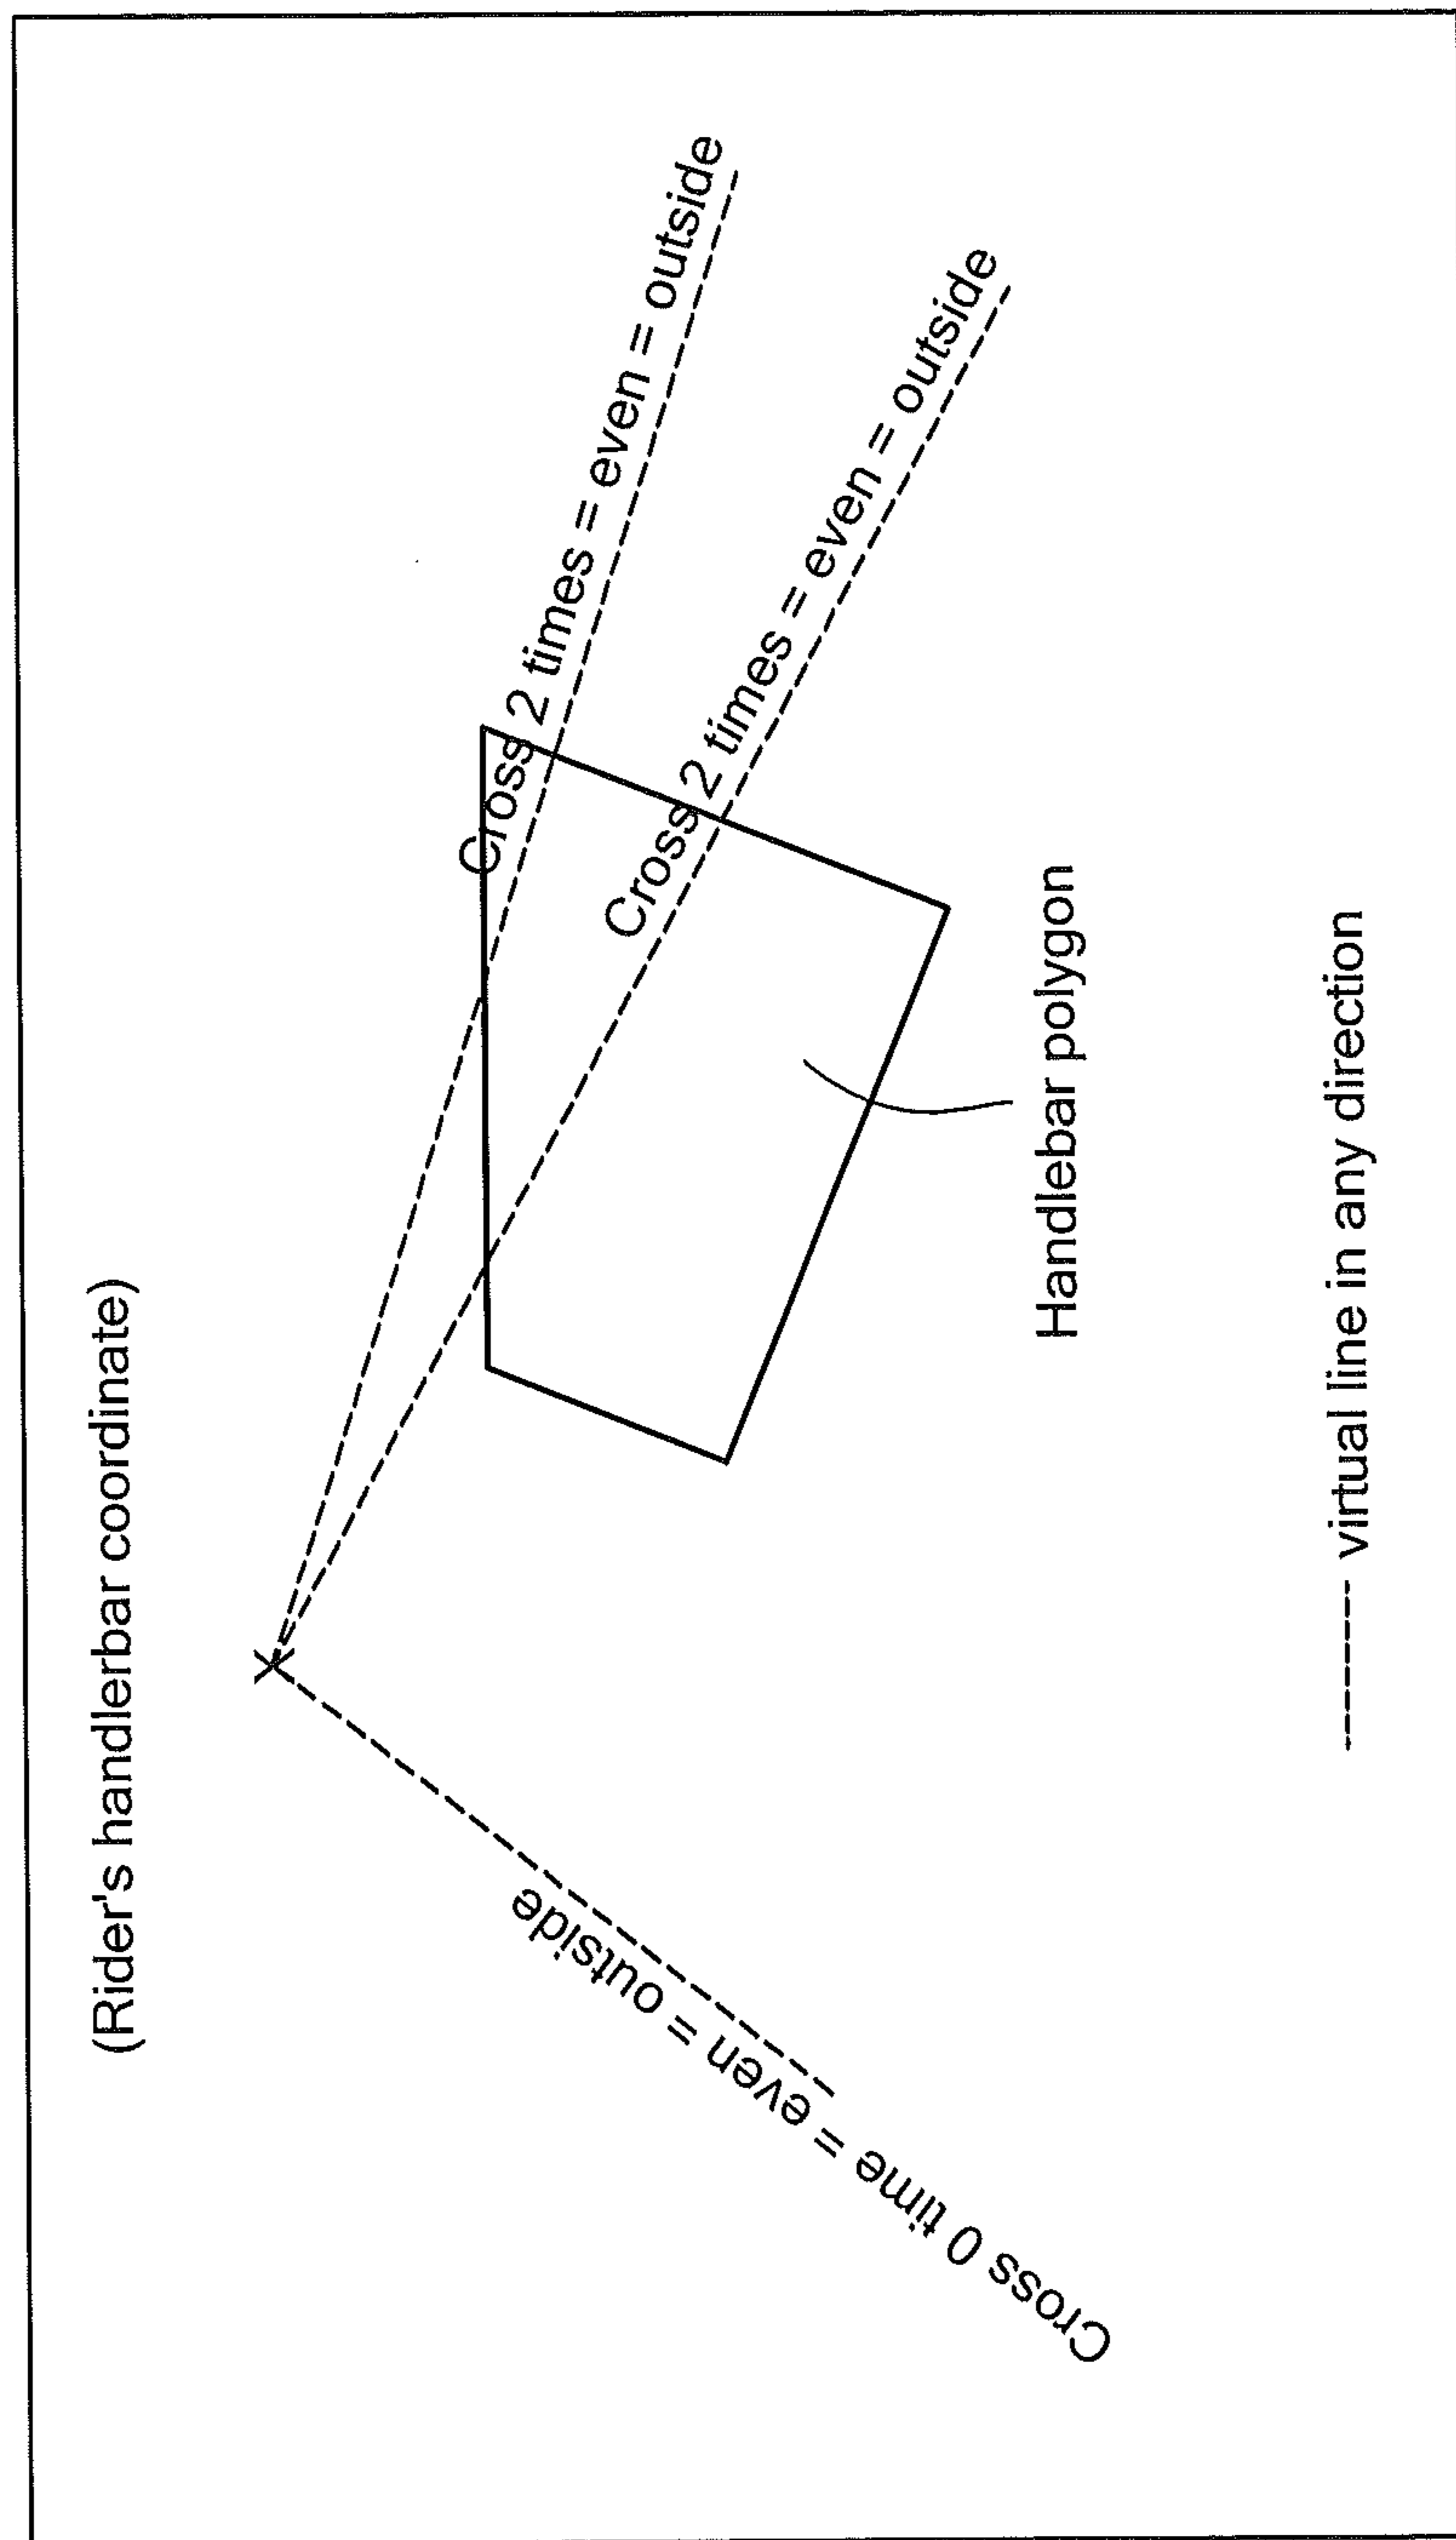 (Rider's handlerbar coordinate)
Cross 2 times = even = outside
Cross 2 times = even = outside
Cross 0 time = even = outside
Handlebar polygon
-------- virtual line in any direction